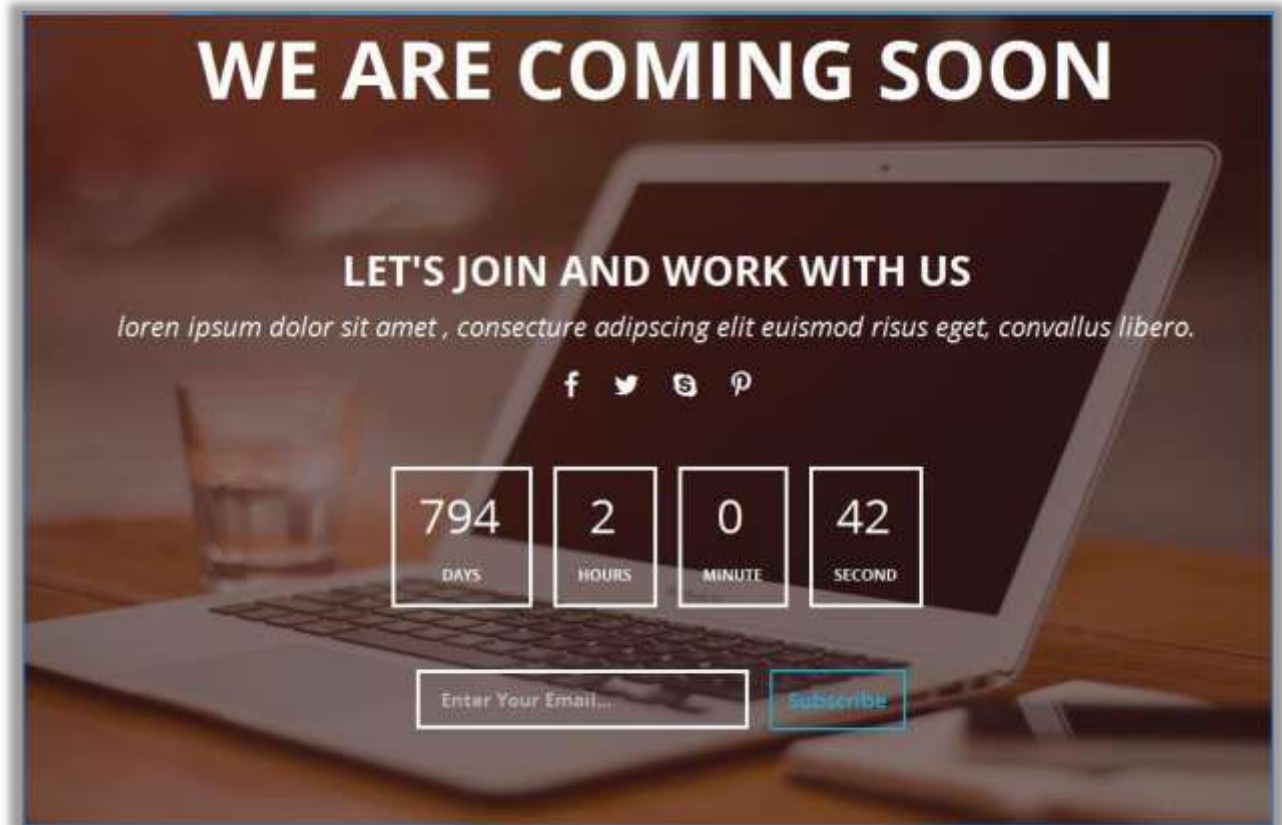 WE ARE COMING SOON
LET'S JOIN AND WORK WITH US
loren ipsum dolor sit amet , consecture adipscing elit euismod risus eget, convallus libero.
794 2 0 42
DAYS HOURS MINUTE SECOND
Enter Your Email... Subscribe